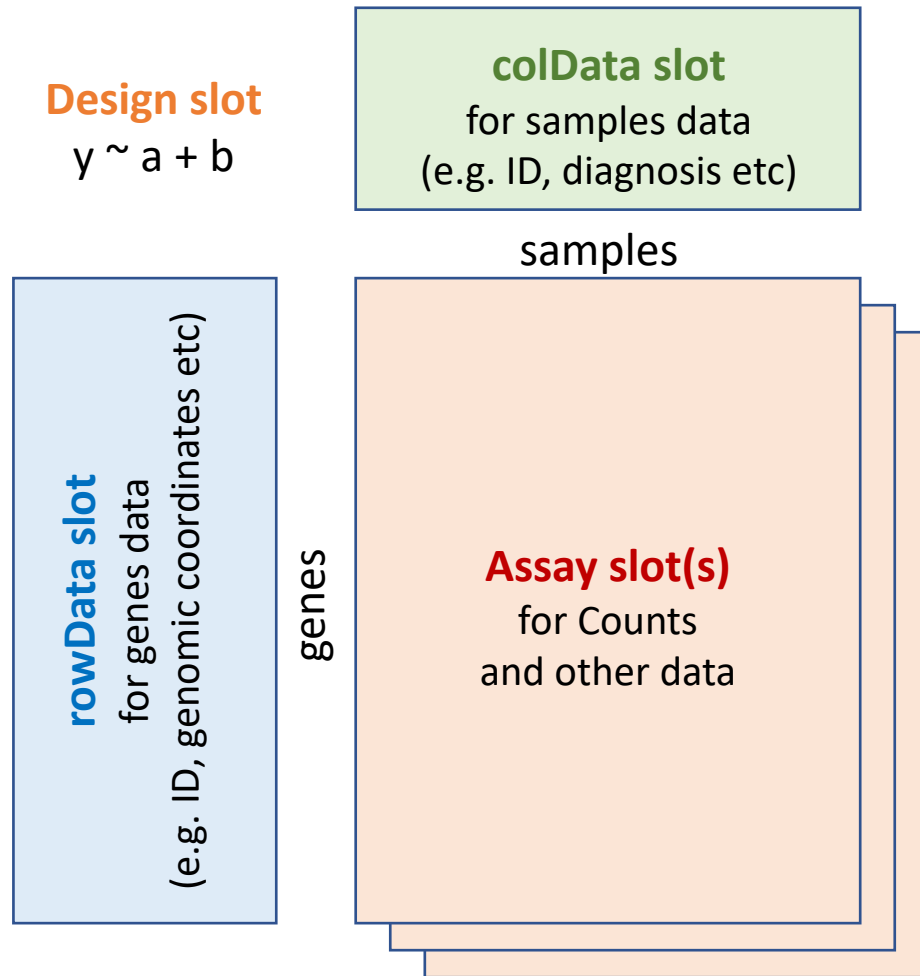 Design slot
y ~ a + b
colData slot
for samples data
(e.g. ID, diagnosis etc)
samples
rowData slot
for genes data
(e.g. ID, genomic coordinates etc)
genes
Assay slot(s)
for Counts
and other data